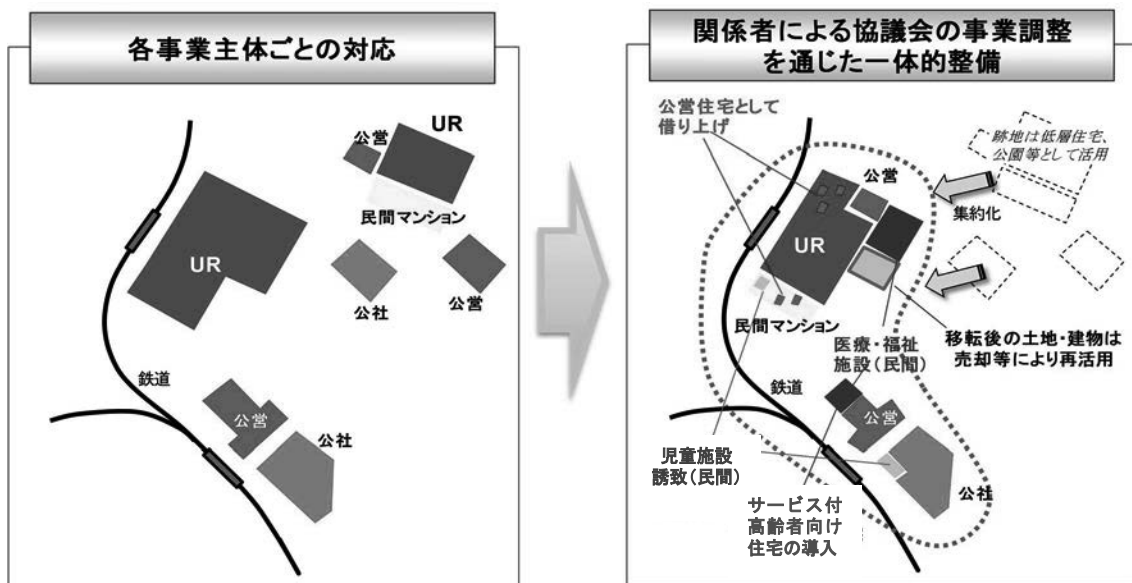 各事業主体ごとの対応
UR
公営
民間マンション
UR
公社
公営
鉄道
公営
公社
関係者による協議会の事業調整
を通じた一体的整備
公営住宅として
借り上げ
跡地は低層住宅、
公園等として活用
公営
集約化
UR
民間マンション
移転後の土地・建物は
売却等により再活用
医療・福祉
施設(民間)
鉄道
公営
児童施設
誘致(民間)
公社
サービス付
高齢者向け
住宅の導入